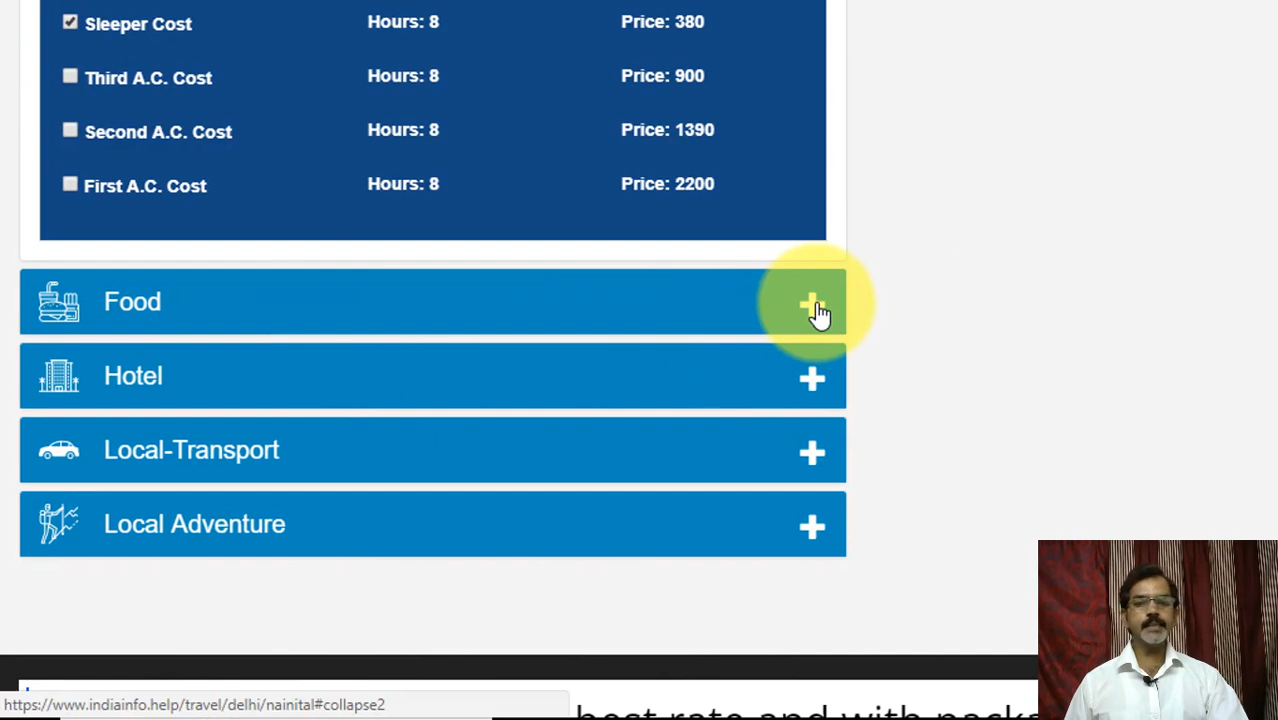 Sleeper Cost Hours: 8 Price: 380
Third A.C. Cost Hours: 8 Price: 900
Second A.C. Cost Hours: 8 Price: 1390
First A.C. Cost Hours: 8 Price: 2200
Food
Hotel
Local-Transport
Local Adventure
https://www.indiainfo.help/travel/delhi/nainital#collapse2
best rate and with